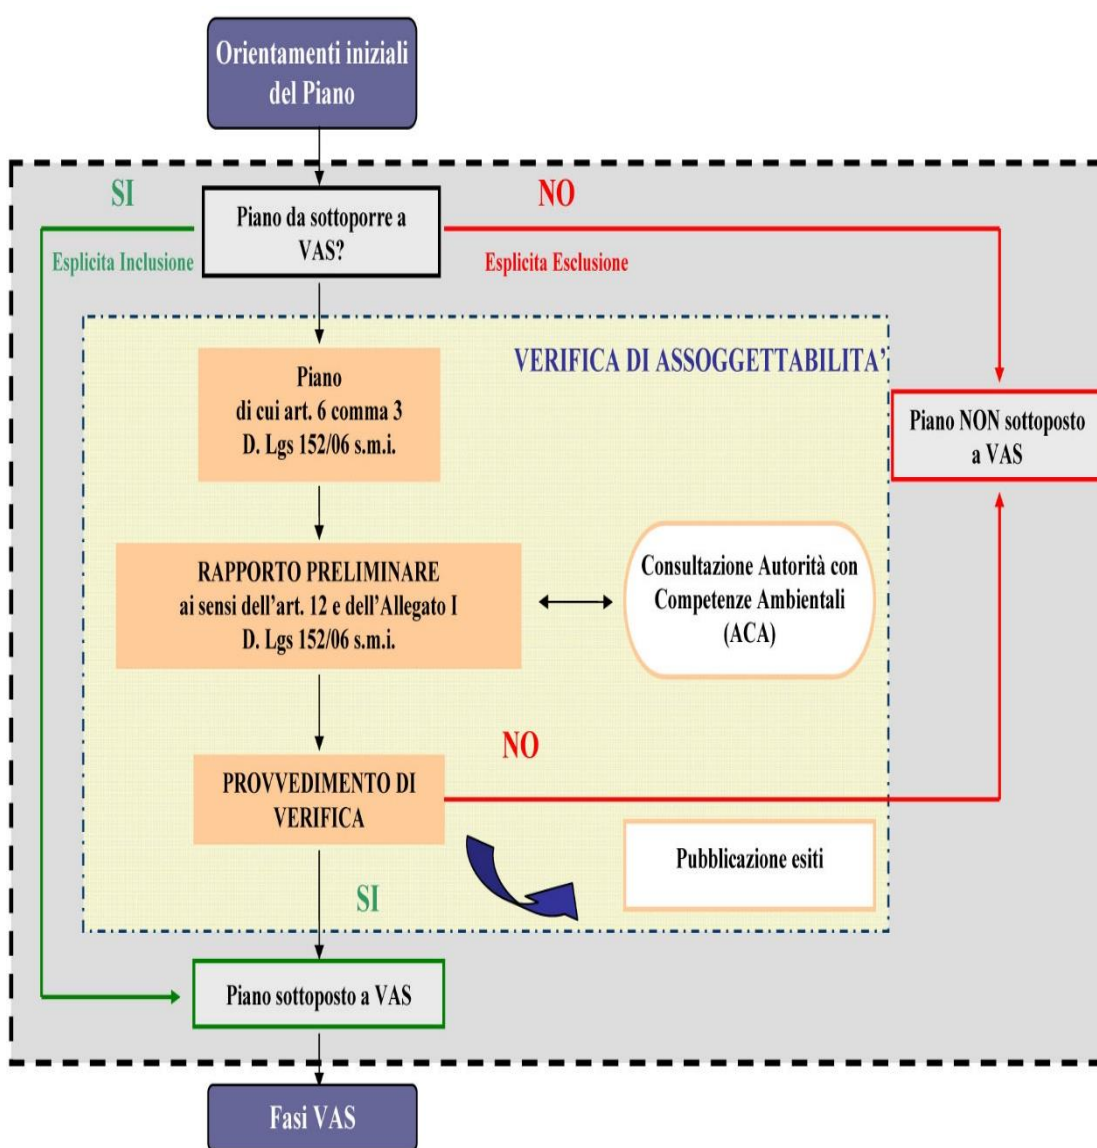 Orientamenti iniziali
del Piano
SI
NO
Piano da sottoporre a
VAS?
Esplicita Inclusione
Esplicita Esclusione
VERIFICA DI ASSOGGETTABILITA’
Piano
di cui art. 6 comma 3
D. Lgs 152/06 s.m.i.
Piano NON sottoposto
a VAS
RAPPORTO PRELIMINARE
ai sensi dell’art. 12 e dell’Allegato I
D. Lgs 152/06 s.m.i.
Consultazione Autorità con
Competenze Ambientali
(ACA)
NO
PROVVEDIMENTO DI
VERIFICA
Pubblicazione esiti
SI
Piano sottoposto a VAS
Fasi VAS